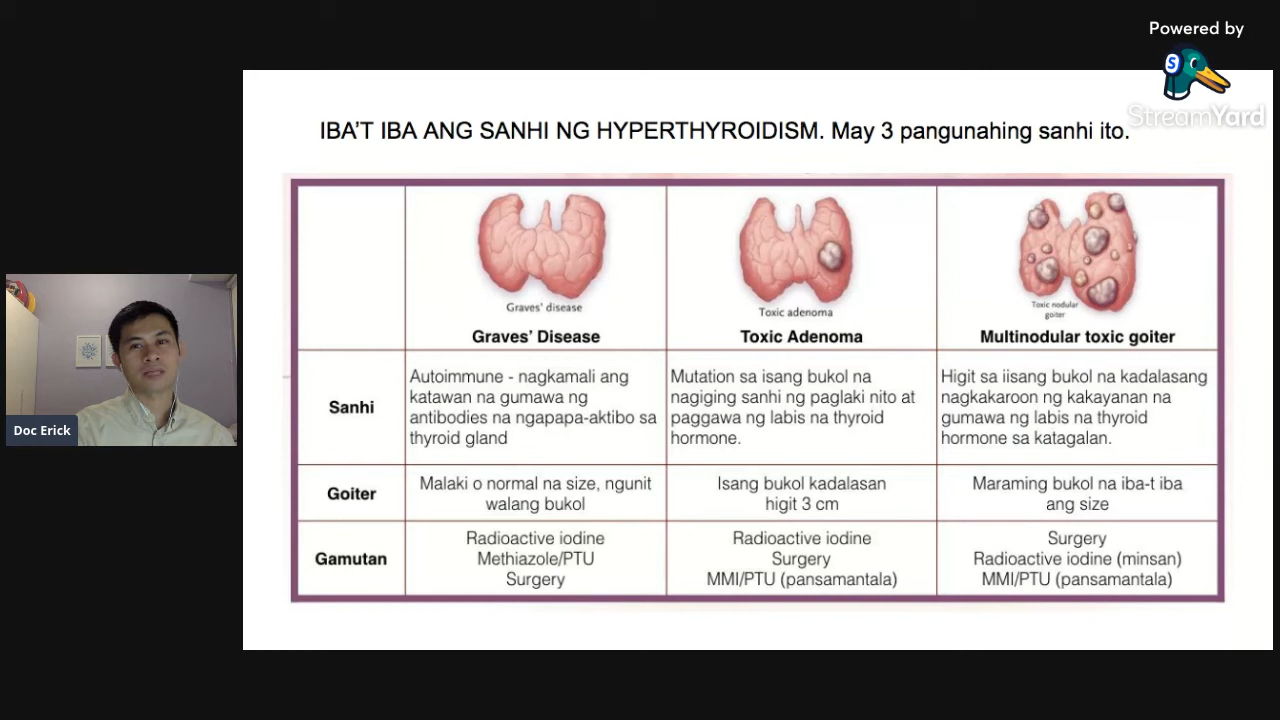 Powered by
S
StreamYard
IBA'T IBA ANG SANHI NG HYPERTHYROIDISM. May 3 pangunahing sanhi ito.
Graves' disease
Toxic adenoma
Toxic nodular
goiter
Graves' Disease
Toxic Adenoma
Multinodular toxic goiter
Sanhi
Autoimmune - nagkamali ang
katawan na gumawa ng
antibodies na ngapapa-aktibo sa
thyroid gland
Mutation sa isang bukol na
nagiging sanhi ng paglaki nito at
paggawa ng labis na thyroid
hormone.
Higit sa iisang bukol na kadalasang
nagkakaroon ng kakayanan na
gumawa ng labis na thyroid
hormone sa katagalan.
Goiter
Malaki o normal na size, ngunit
walang bukol
Isang bukol kadalasan
higit 3 cm
Maraming bukol na iba-t iba
ang size
Gamutan
Radioactive iodine
Methiazole/PTU
Surgery
Radioactive iodine
Surgery
MMI/PTU (pansamantala)
Surgery
Radioactive iodine (minsan)
MMI/PTU (pansamantala)
Doc Erick